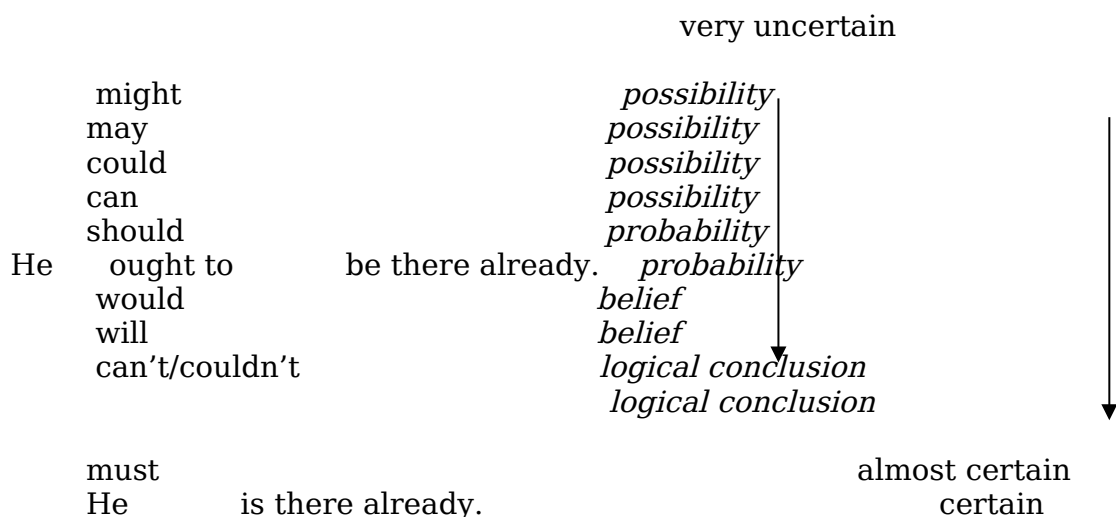 very uncertain
might possibility
may possibility
could possibility
can possibility
should probability
He ought to be there already. probability
would belief
will belief
can’t/couldn’t logical conclusion
logical conclusion
must almost certain
He is there already. certain